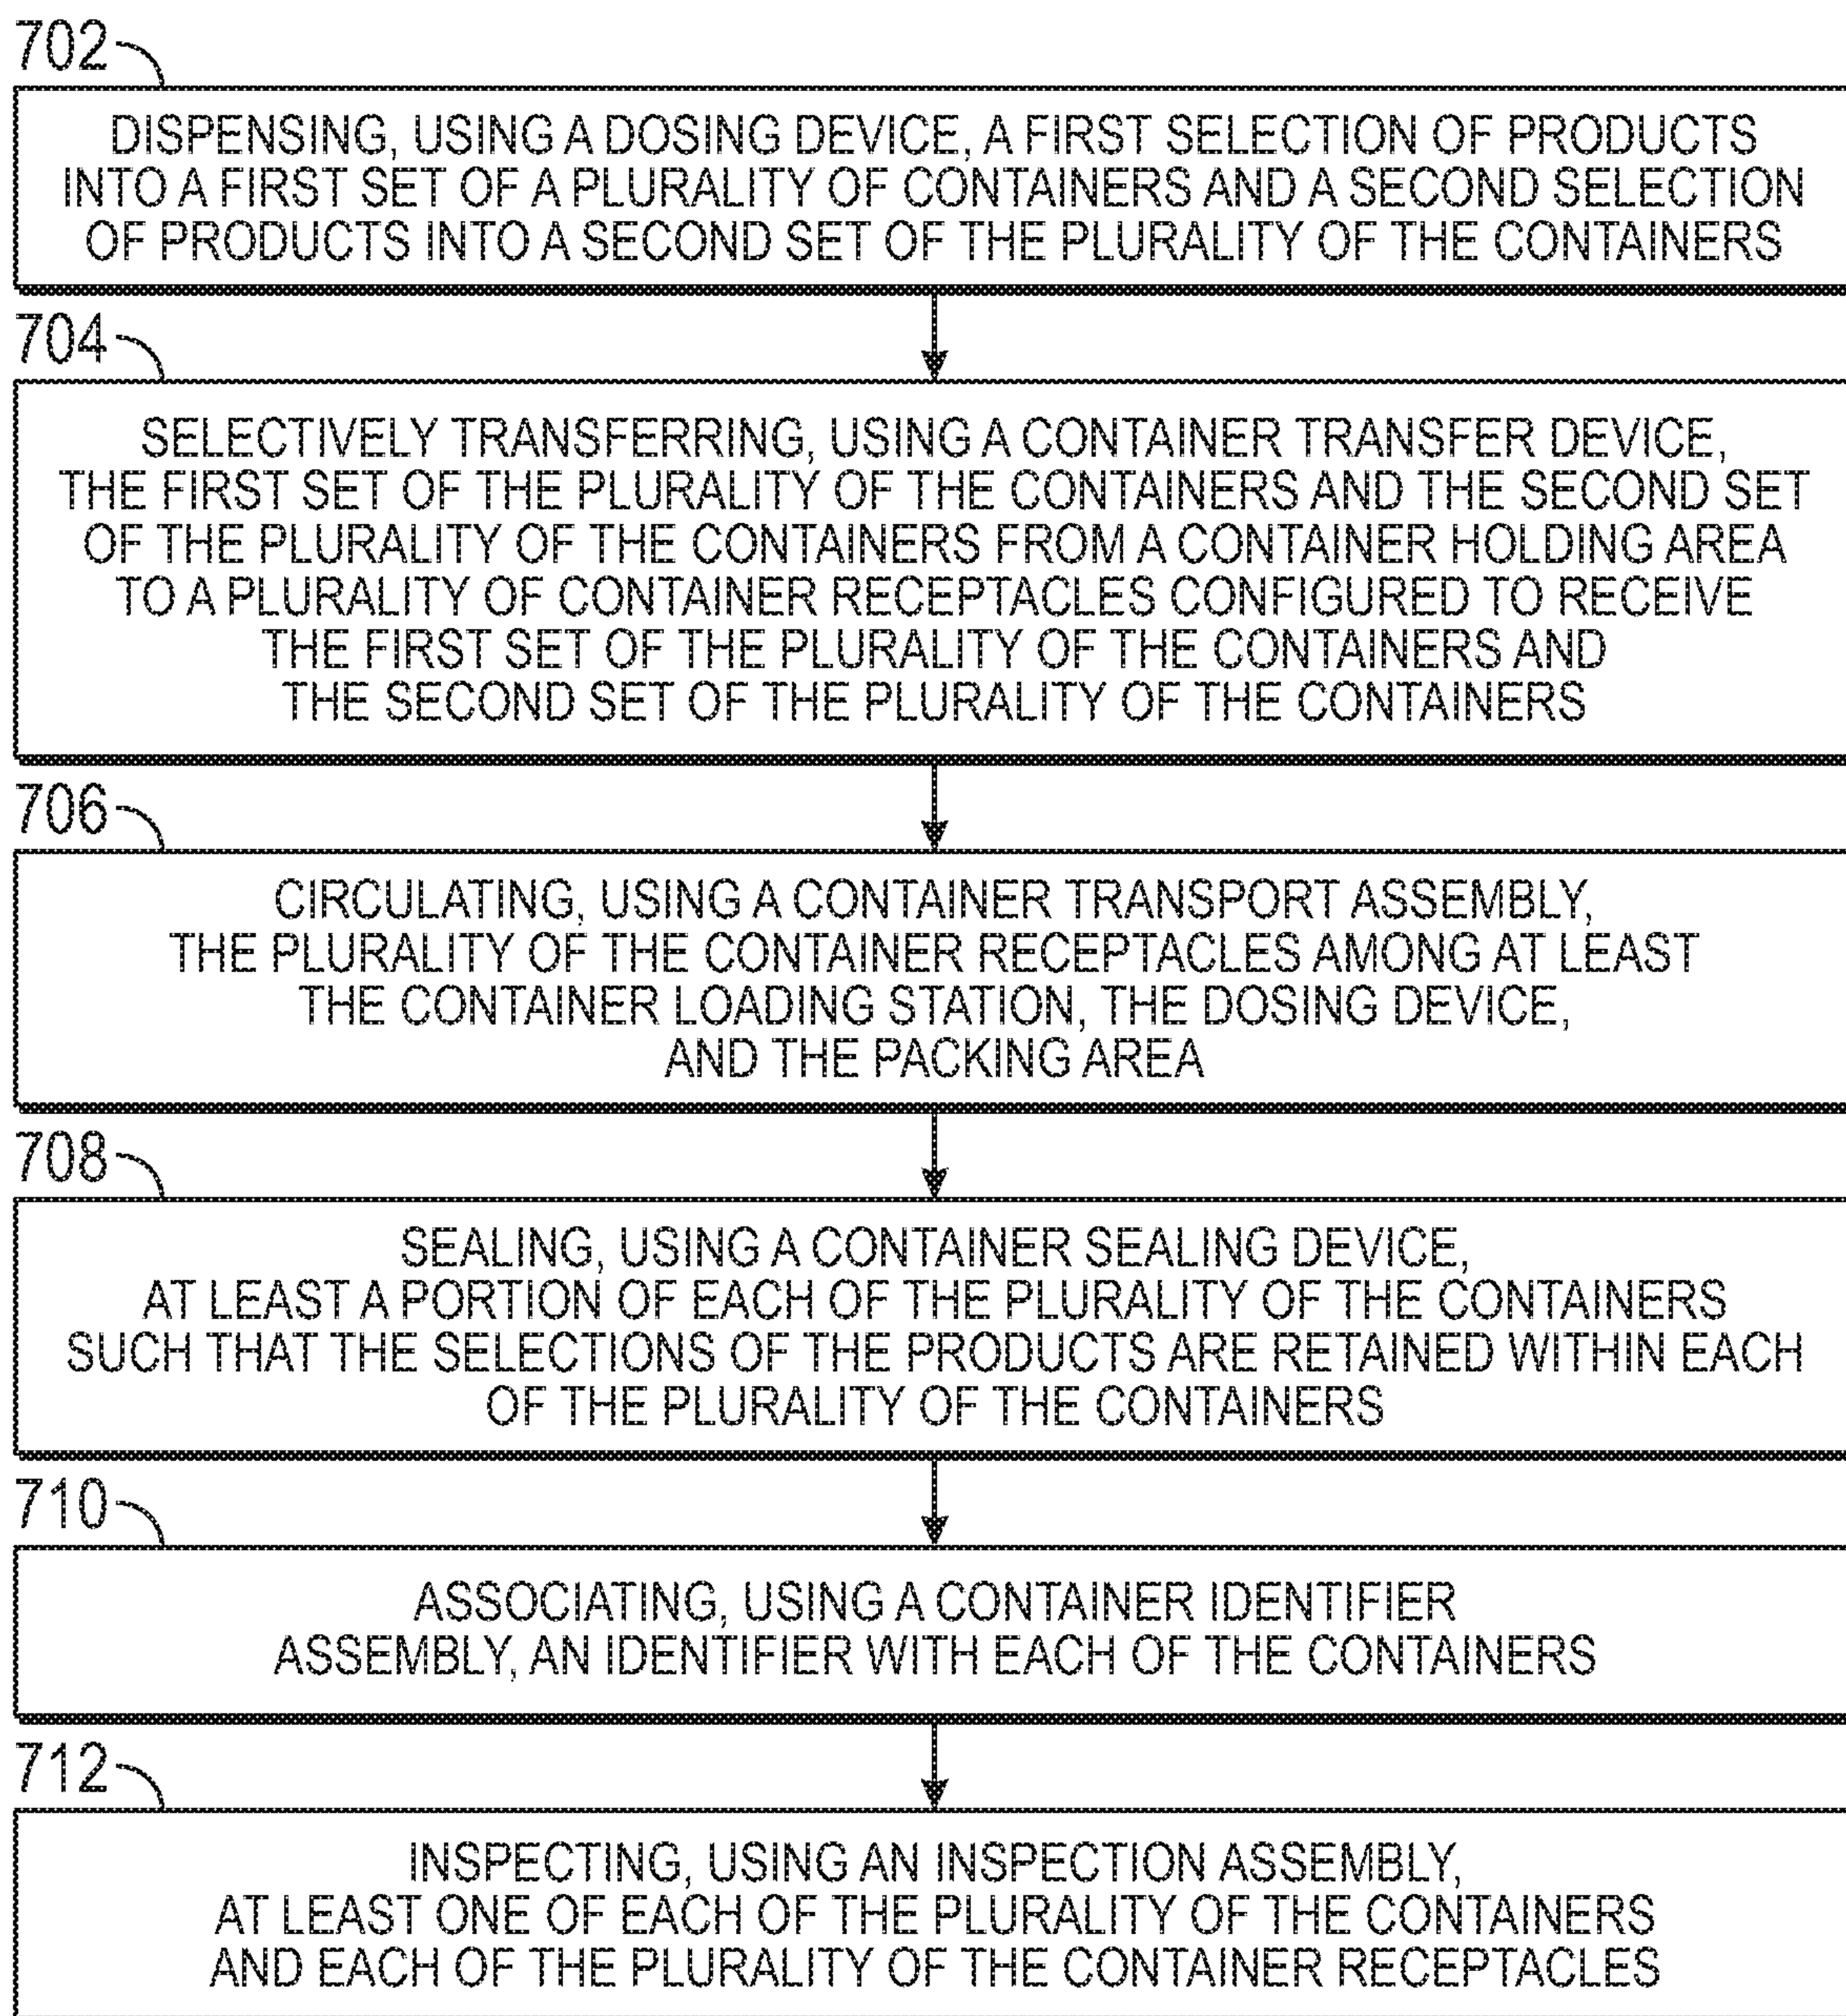 702
DISPENSING, USING A DOSING DEVICE, A FIRST SELECTION OF PRODUCTS
INTO A FIRST SET OF A PLURALITY OF CONTAINERS AND A SECOND SELECTION
OF PRODUCTS INTO A SECOND SET OF THE PLURALITY OF THE CONTAINERS
704
SELECTIVELY TRANSFERRING, USING A CONTAINER TRANSFER DEVICE,
THE FIRST SET OF THE PLURALITY OF THE CONTAINERS AND THE SECOND SET
OF THE PLURALITY OF THE CONTAINERS FROM A CONTAINER HOLDING AREA
TO A PLURALITY OF CONTAINER RECEPTACLES CONFIGURED TO RECEIVE
THE FIRST SET OF THE PLURALITY OF THE CONTAINERS AND
THE SECOND SET OF THE PLURALITY OF THE CONTAINERS
706
CIRCULATING, USING A CONTAINER TRANSPORT ASSEMBLY,
THE PLURALITY OF THE CONTAINER RECEPTACLES AMONG AT LEAST
THE CONTAINER LOADING STATION, THE DOSING DEVICE,
AND THE PACKING AREA
708
SEALING, USING A CONTAINER SEALING DEVICE,
AT LEAST A PORTION OF EACH OF THE PLURALITY OF THE CONTAINERS
SUCH THAT THE SELECTIONS OF THE PRODUCTS ARE RETAINED WITHIN EACH
OF THE PLURALITY OF THE CONTAINERS
710
ASSOCIATING, USING A CONTAINER IDENTIFIER
ASSEMBLY, AN IDENTIFIER WITH EACH OF THE CONTAINERS
712
INSPECTING, USING AN INSPECTION ASSEMBLY,
AT LEAST ONE OF EACH OF THE PLURALITY OF THE CONTAINERS
AND EACH OF THE PLURALITY OF THE CONTAINER RECEPTACLES